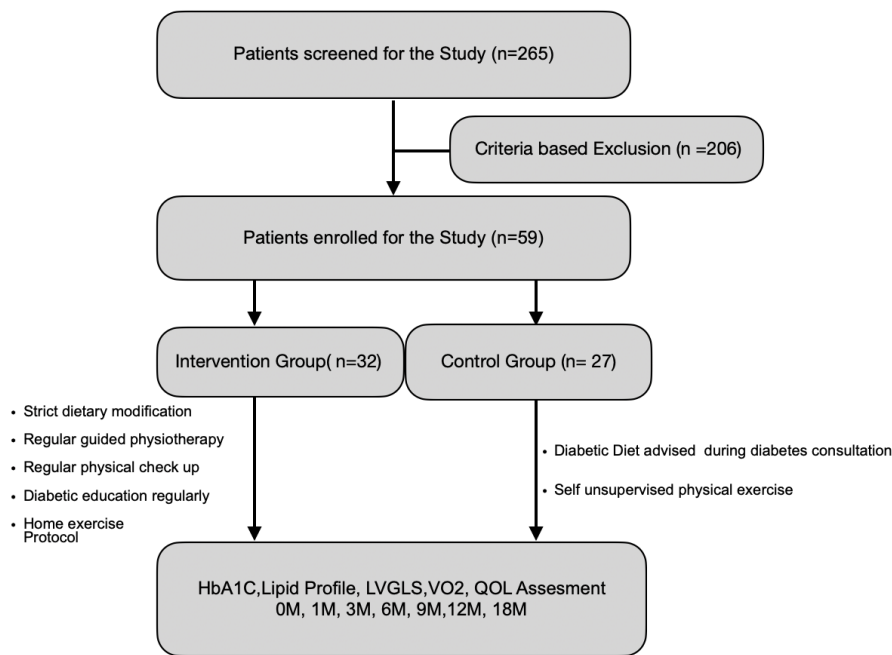 Patients screened for the Study (n=265)
Criteria based Exclusion (n =206)
Patients enrolled for the Study (n=59)
Intervention Group( n=32)
Control Group (n= 27)
• Strict dietary modification
• Regular guided physiotherapy
• Regular physical check up
• Diabetic education regularly
• Home exercise
Protocol
• Diabetic Diet advised during diabetes consultation
• Self unsupervised physical exercise
HbA1C,Lipid Profile, LVGLS,VO2, QOL Assesment
0M, 1M, 3M, 6M, 9M,12M, 18M